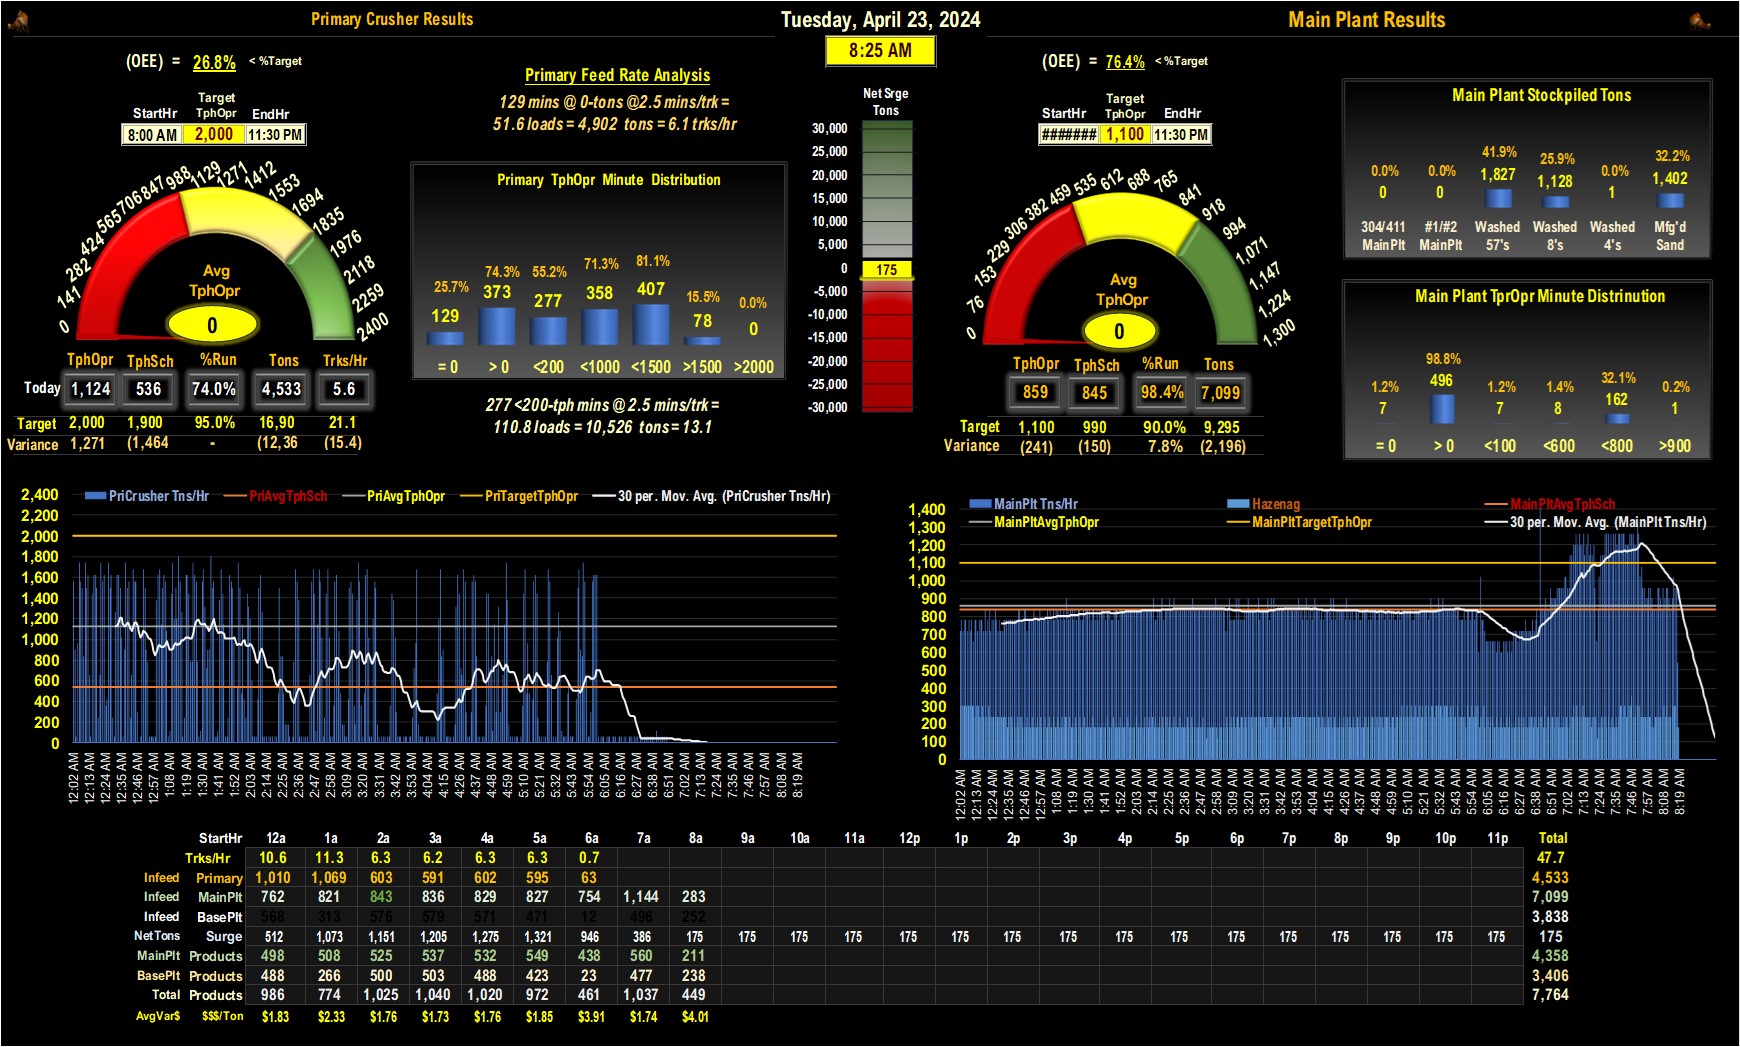 Primary Crusher Results
Tuesday, April 23, 2024
Main Plant Results
8:25 AM
(OEE) = 26.8% < %Target
Target
StartHr TphOpr EndHr
8:00 AM 2,000 11:30 PM
0 141 282 424 565 706 847 988 1129 1271 1412 1553 1694 1835 1976 2118 2259 2400
Avg
TphOpr
0
TphOpr TphSch %Run Tons Trks/Hr
Today 1,124 536 74.0% 4,533 5.6
Target 2,000 1,900 95.0% 16,90 21.1
Variance 1,271 (1,464 - (12,36 (15.4)
Primary Feed Rate Analysis
129 mins @ 0-tons @2.5 mins/trk =
51.6 loads = 4,902 tons = 6.1 trks/hr
Primary TphOpr Minute Distribution
25.7% 74.3% 55.2% 71.3% 81.1% 15.5% 0.0%
129 373 277 358 407 78 0
= 0 > 0 <200 <1000 <1500 >1500 >2000
277 <200-tph mins @ 2.5 mins/trk =
110.8 loads = 10,526 tons = 13.1
Net Srge
Tons
30,000
25,000
20,000
15,000
10,000
5,000
0 175
-5,000
-10,000
-15,000
-20,000
-25,000
-30,000
(OEE) = 76.4% < %Target
Target
StartHr TphOpr EndHr
####### 1,100 11:30 PM
0 76 153 229 306 382 459 535 612 688 765 841 918 994 1,071 1,147 1,224 1,300
Avg
TphOpr
0
TphOpr TphSch %Run Tons
859 845 98.4% 7,099
Target 1,100 990 90.0% 9,295
Variance (241) (150) 7.8% (2,196)
Main Plant Stockpiled Tons
0.0% 0.0% 41.9% 25.9% 0.0% 32.2%
0 0 1,827 1,128 1 1,402
304/411 #1/#2 Washed Washed Washed Mfg'd
MainPlt MainPlt 57's 8's 4's Sand
Main Plant TprOpr Minute Distrinution
1.2% 98.8% 1.2% 1.4% 32.1% 0.2%
7 496 7 8 162 1
= 0 > 0 <100 <600 <800 >900
PriCrusher Tns/Hr PriAvgTphSch PriAvgTphOpr PriTargetTphOpr 30 per. Mov. Avg. (PriCrusher Tns/Hr)
2,400
2,200
2,000
1,800
1,600
1,400
1,200
1,000
800
600
400
200
0
12:02 AM 12:13 AM 12:24 AM 12:35 AM 12:46 AM 12:57 AM 1:08 AM 1:19 AM 1:30 AM 1:41 AM 1:52 AM 2:03 AM 2:14 AM 2:25 AM 2:36 AM 2:47 AM 2:58 AM 3:09 AM 3:20 AM 3:31 AM 3:42 AM 3:53 AM 4:04 AM 4:15 AM 4:26 AM 4:37 AM 4:48 AM 4:59 AM 5:10 AM 5:21 AM 5:32 AM 5:43 AM 5:54 AM 6:05 AM 6:16 AM 6:27 AM 6:38 AM 6:51 AM 7:02 AM 7:13 AM 7:24 AM 7:35 AM 7:46 AM 7:57 AM 8:08 AM 8:19 AM
MainPlt Tns/Hr Hazenag MainPltAvgTphSch
MainPltAvgTphOpr MainPltTargetTphOpr 30 per. Mov. Avg. (MainPlt Tns/Hr)
1,400
1,300
1,200
1,100
1,000
900
800
700
600
500
400
300
200
100
0
12:02 AM 12:13 AM 12:24 AM 12:35 AM 12:46 AM 12:57 AM 1:08 AM 1:19 AM 1:30 AM 1:41 AM 1:52 AM 2:03 AM 2:14 AM 2:25 AM 2:36 AM 2:47 AM 2:58 AM 3:09 AM 3:20 AM 3:31 AM 3:42 AM 3:53 AM 4:04 AM 4:15 AM 4:26 AM 4:37 AM 4:48 AM 4:59 AM 5:10 AM 5:21 AM 5:32 AM 5:43 AM 5:54 AM 6:05 AM 6:16 AM 6:27 AM 6:38 AM 6:51 AM 7:02 AM 7:13 AM 7:24 AM 7:35 AM 7:46 AM 7:57 AM 8:08 AM 8:19 AM
StartHr 12a 1a 2a 3a 4a 5a 6a 7a 8a 9a 10a 11a 12p 1p 2p 3p 4p 5p 6p 7p 8p 9p 10p 11p Total
Trks/Hr 10.6 11.3 6.3 6.2 6.3 6.3 0.7 47.7
Infeed Primary 1,010 1,069 603 591 602 595 63 4,533
Infeed MainPlt 762 821 843 836 829 827 754 1,144 283 7,099
Infeed BasePlt 568 313 576 579 571 471 12 496 252 3,838
NetTons Surge 512 1,073 1,151 1,205 1,275 1,321 946 386 175 175 175 175 175 175 175 175 175 175 175 175 175 175 175 175 175
MainPlt Products 498 508 525 537 532 549 438 560 211 4,358
BasePlt Products 488 266 500 503 488 423 23 477 238 3,406
Total Products 986 774 1,025 1,040 1,020 972 461 1,037 449 7,764
AvgVar$ $$$/Ton $1.83 $2.33 $1.76 $1.73 $1.76 $1.85 $3.91 $1.74 $4.01